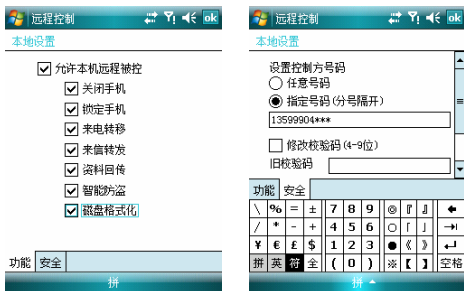 远程控制 ok
本地设置
允许本机远程被控
关闭手机
锁定手机
来电转移
来信转发
资料回传
智能防盗
磁盘格式化
功能 安全
拼
远程控制 ok
本地设置
设置控制方号码
任意号码
指定号码(分号隔开)
13599904***
修改校验码(4-9位)
旧校验码
功能 安全
\ % = ± 7 8 9 ◎ 『 』
/ * - + 4 5 6 ○ 「 」
¥ € £ $ 1 2 3 ● 《 》
拼 英 符 全 ( 0 ) ※ 【 】 空格
拼